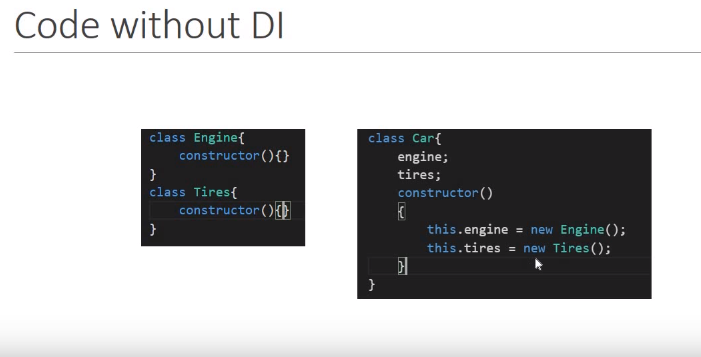 Code without DI
class Engine{
constructor(){}
}
class Tires{
constructor(){}
}
class Car{
engine;
tires;
constructor()
{
this.engine = new Engine();
this.tires = new Tires();
}
}